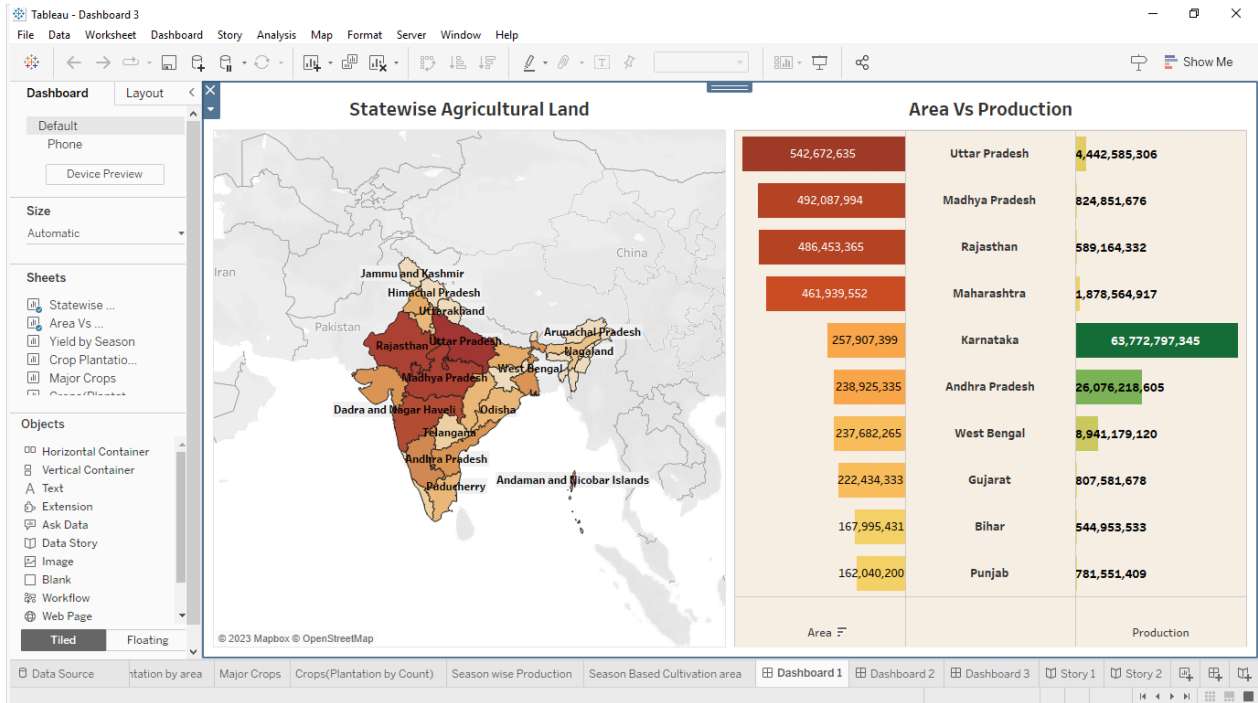 Tableau - Dashboard 3
File Data Worksheet Dashboard Story Analysis Map Format Server Window Help
Show Me
Dashboard Layout
Default
Phone
Device Preview
Size
Automatic
Sheets
Statewise ...
Area Vs ...
Yield by Season
Crop Plantatio...
Major Crops
Objects
Horizontal Container
Vertical Container
Text
Extension
Ask Data
Data Story
Image
Blank
Workflow
Web Page
Tiled Floating
Statewise Agricultural Land
Iran
China
Pakistan
Jammu and Kashmir
Himachal Pradesh
Uttarakhand
Arunachal Pradesh
Rajasthan
Uttar Pradesh
Nagaland
West Bengal
Madhya Pradesh
Dadra and Nagar Haveli
Odisha
Telangana
Andhra Pradesh
Puducherry
Andaman and Nicobar Islands
© 2023 Mapbox © OpenStreetMap
Area Vs Production
542,672,635 Uttar Pradesh 4,442,585,306
492,087,994 Madhya Pradesh 824,851,676
486,453,365 Rajasthan 589,164,332
461,939,552 Maharashtra 1,878,564,917
257,907,399 Karnataka 63,772,797,345
238,925,335 Andhra Pradesh 26,076,218,605
237,682,265 West Bengal 8,941,179,120
222,434,333 Gujarat 807,581,678
167,995,431 Bihar 544,953,533
162,040,200 Punjab 781,551,409
Area Production
Data Source ntation by area Major Crops Crops(Plantation by Count) Season wise Production Season Based Cultivation area Dashboard 1 Dashboard 2 Dashboard 3 Story 1 Story 2